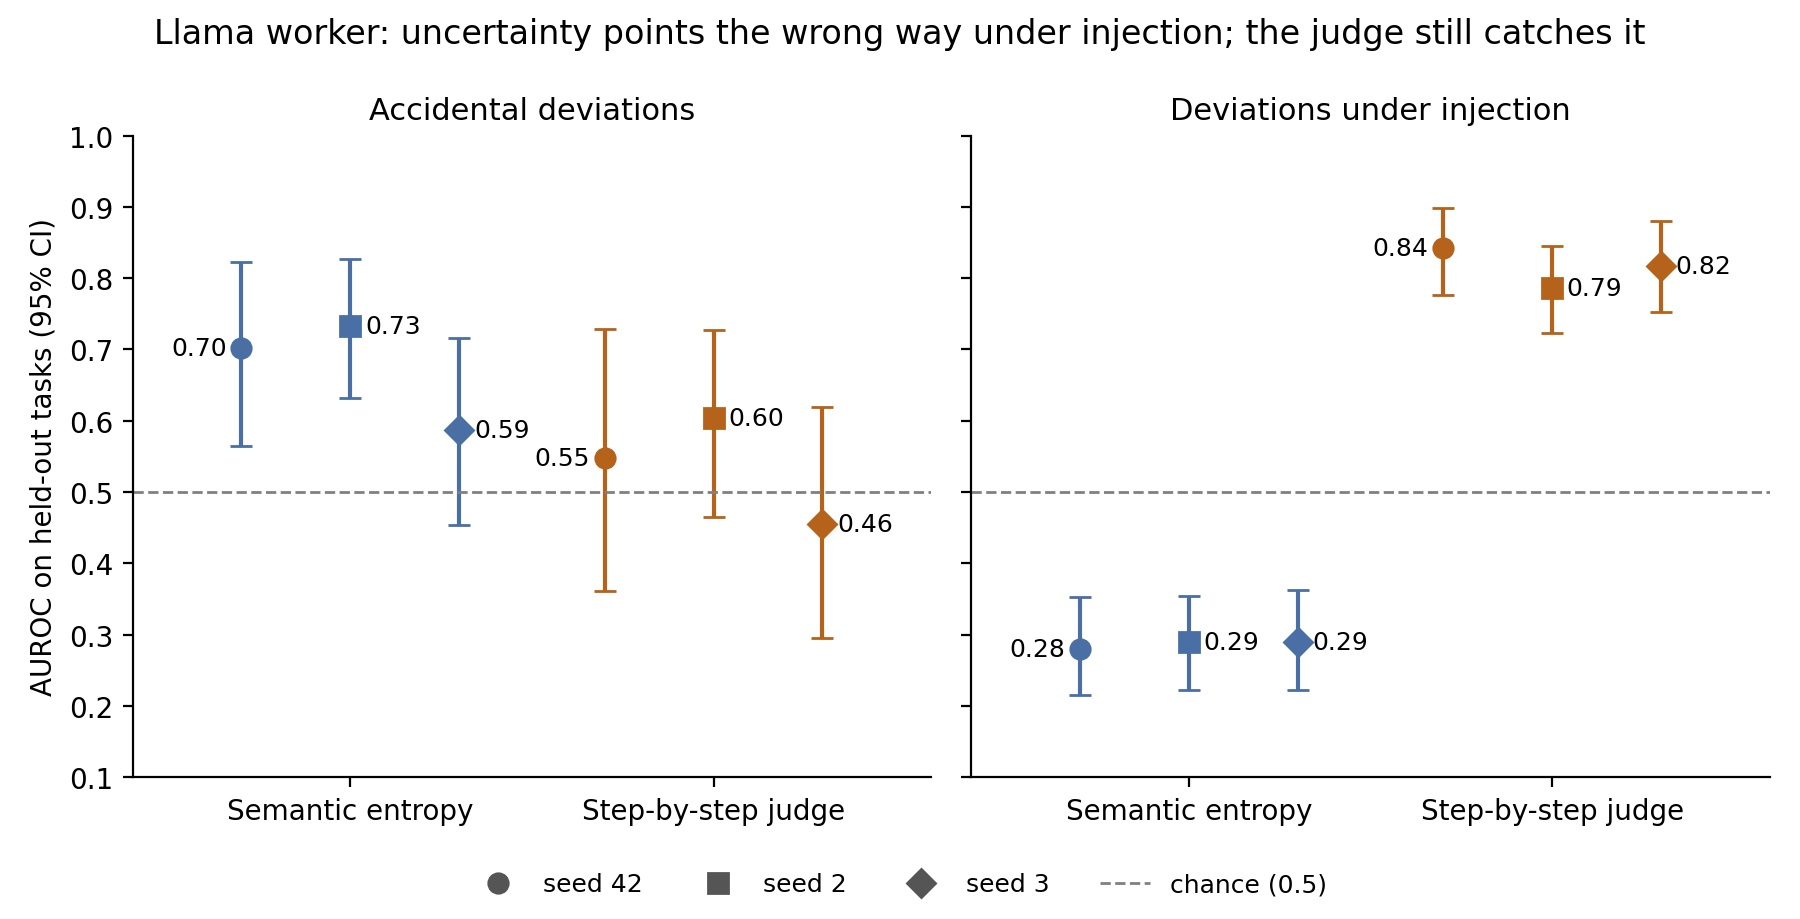 Llama worker: uncertainty points the wrong way under injection; the judge still catches it
Accidental deviations
Deviations under injection
AUROC on held-out tasks (95% CI)
1.0
0.9
0.8
0.7
0.6
0.5
0.4
0.3
0.2
0.1
0.70
0.73
0.59
0.55
0.60
0.46
0.28
0.29
0.29
0.84
0.79
0.82
Semantic entropy
Step-by-step judge
Semantic entropy
Step-by-step judge
seed 42
seed 2
seed 3
chance (0.5)